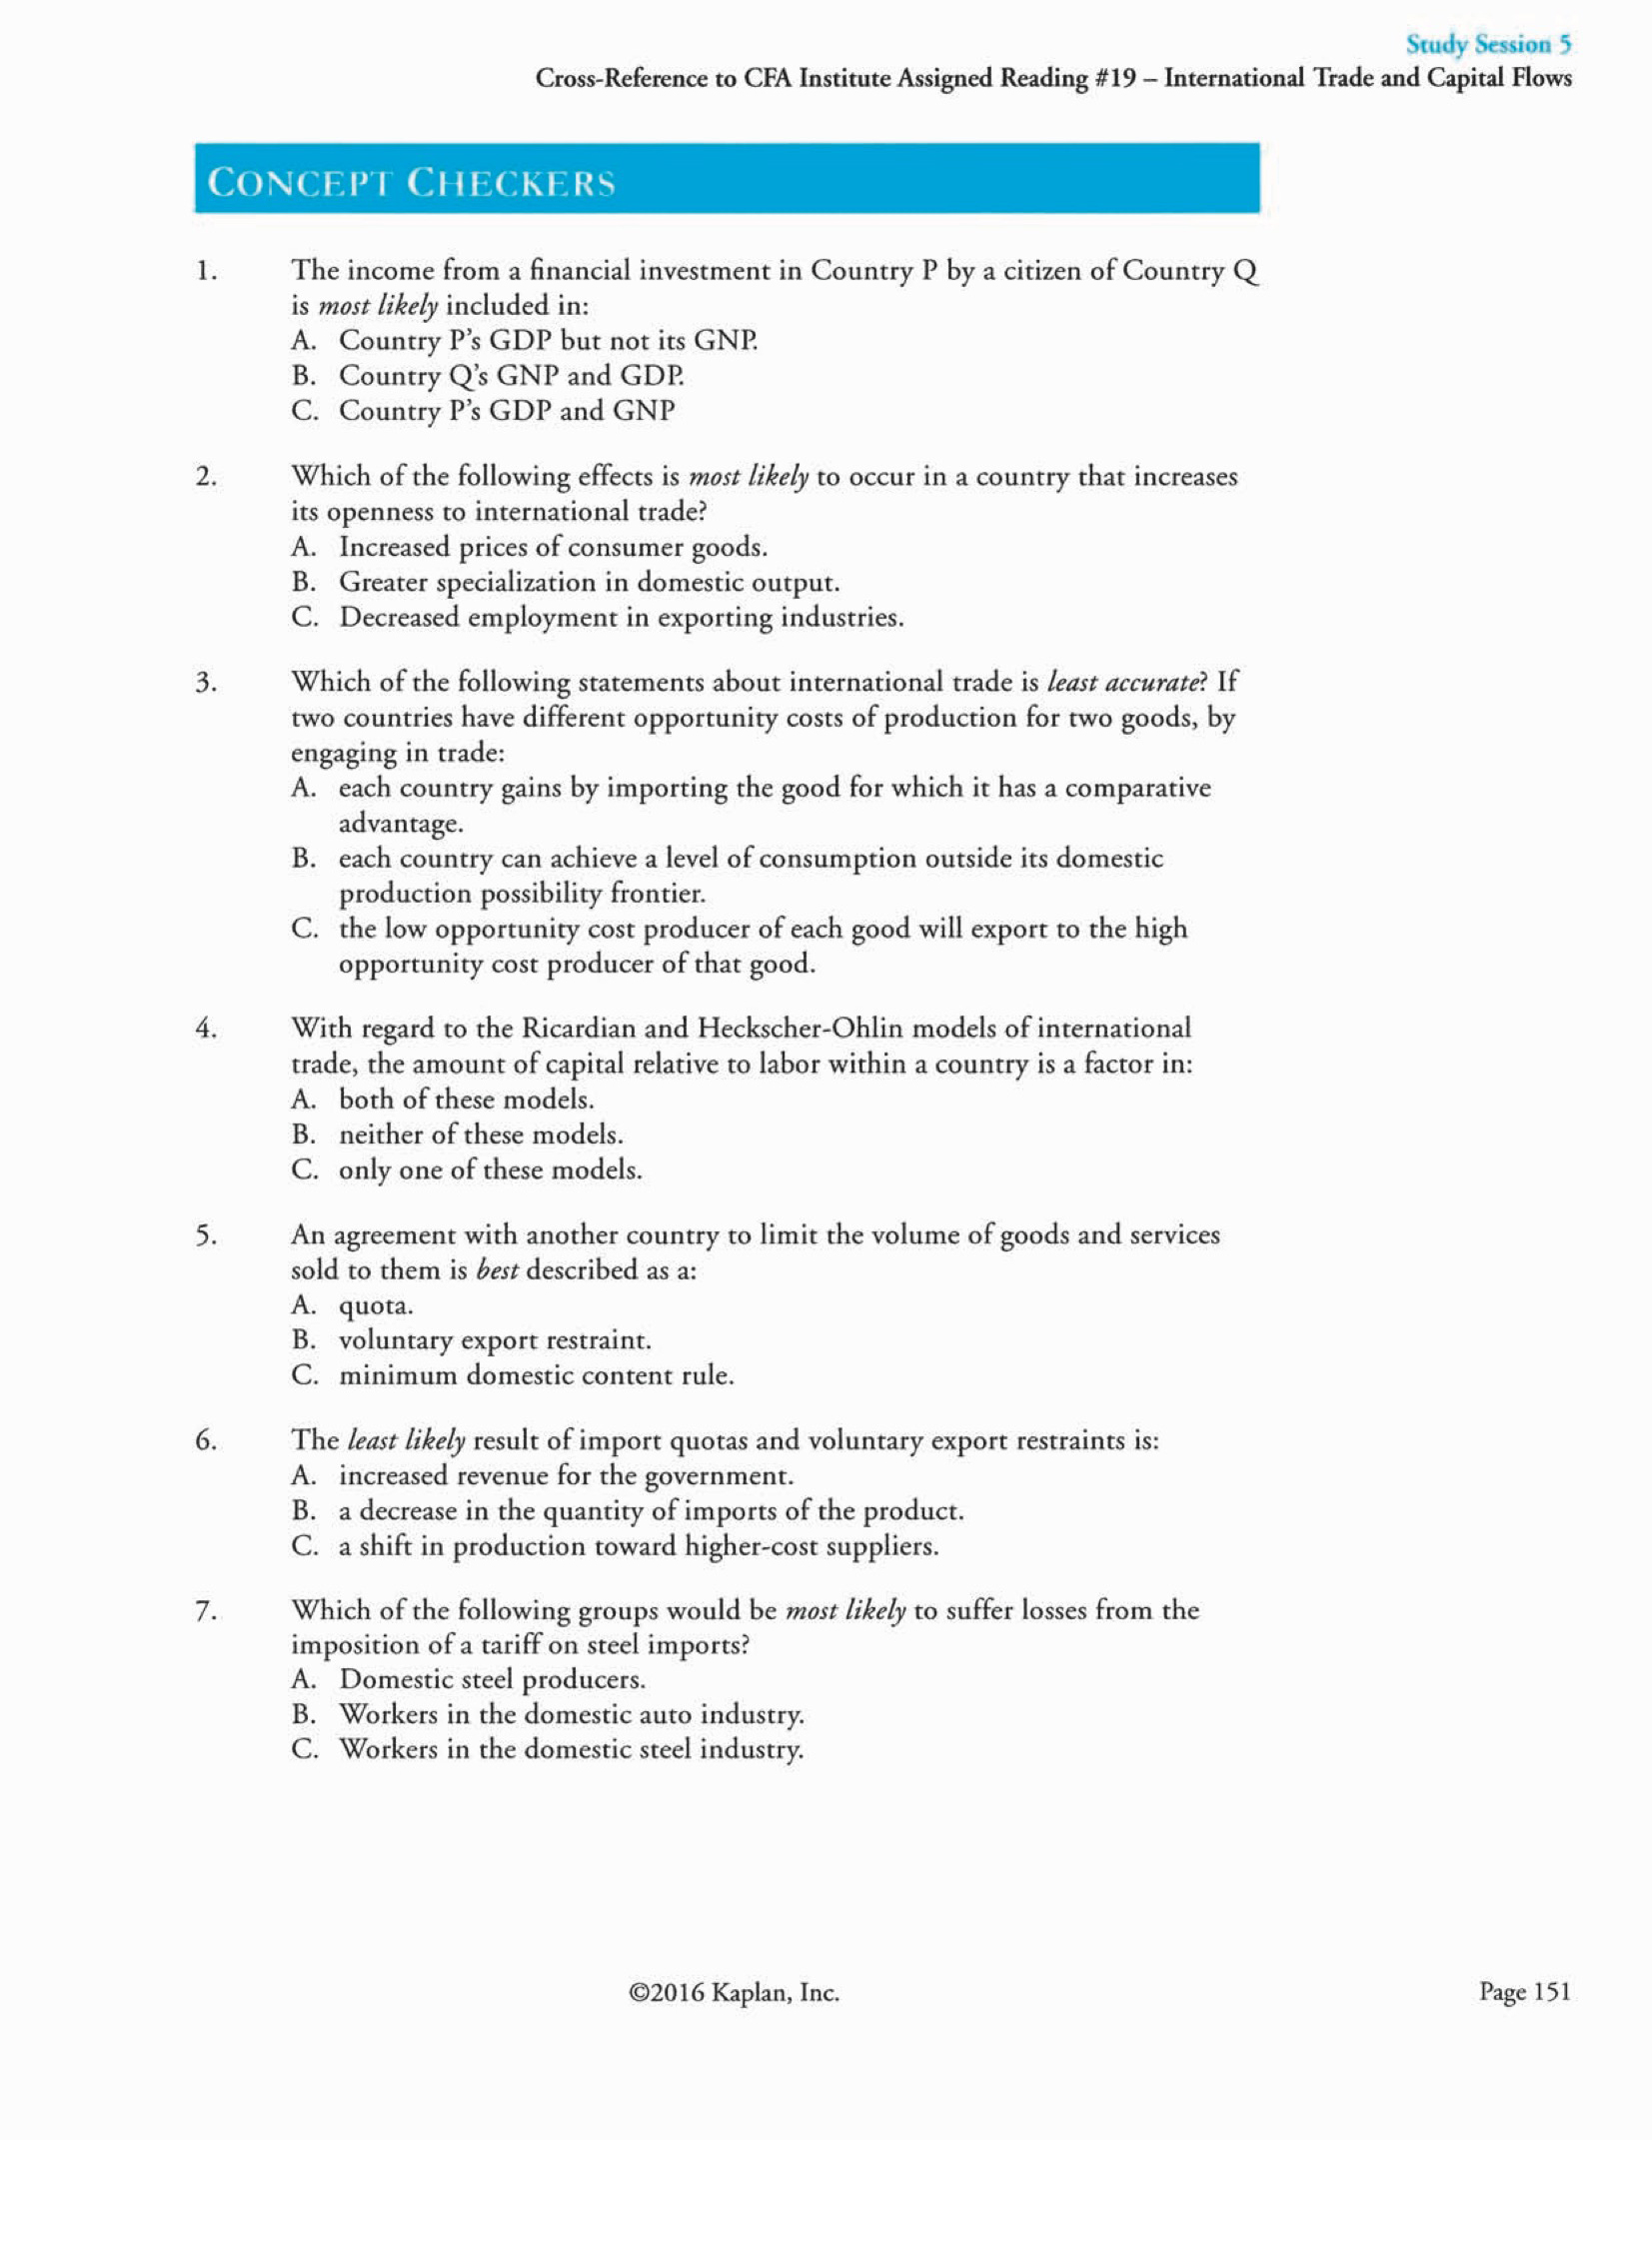 Study Session 5
Cross-Reference to CFA Institute Assigned Reading #19 – International Trade and Capital Flows
CONCEPT CHECKERS
1. The income from a financial investment in Country P by a citizen of Country Q
is most likely included in:
A. Country P's GDP but not its GNP.
B. Country Q's GNP and GDP.
C. Country P's GDP and GNP
2. Which of the following effects is most likely to occur in a country that increases
its openness to international trade?
A. Increased prices of consumer goods.
B. Greater specialization in domestic output.
C. Decreased employment in exporting industries.
3. Which of the following statements about international trade is least accurate? If
two countries have different opportunity costs of production for two goods, by
engaging in trade:
A. each country gains by importing the good for which it has a comparative
advantage.
B. each country can achieve a level of consumption outside its domestic
production possibility frontier.
C. the low opportunity cost producer of each good will export to the high
opportunity cost producer of that good.
4. With regard to the Ricardian and Heckscher-Ohlin models of international
trade, the amount of capital relative to labor within a country is a factor in:
A. both of these models.
B. neither of these models.
C. only one of these models.
5. An agreement with another country to limit the volume of goods and services
sold to them is best described as a:
A. quota.
B. voluntary export restraint.
C. minimum domestic content rule.
6. The least likely result of import quotas and voluntary export restraints is:
A. increased revenue for the government.
B. a decrease in the quantity of imports of the product.
C. a shift in production toward higher-cost suppliers.
7. Which of the following groups would be most likely to suffer losses from the
imposition of a tariff on steel imports?
A. Domestic steel producers.
B. Workers in the domestic auto industry.
C. Workers in the domestic steel industry.
©2016 Kaplan, Inc.
Page 151